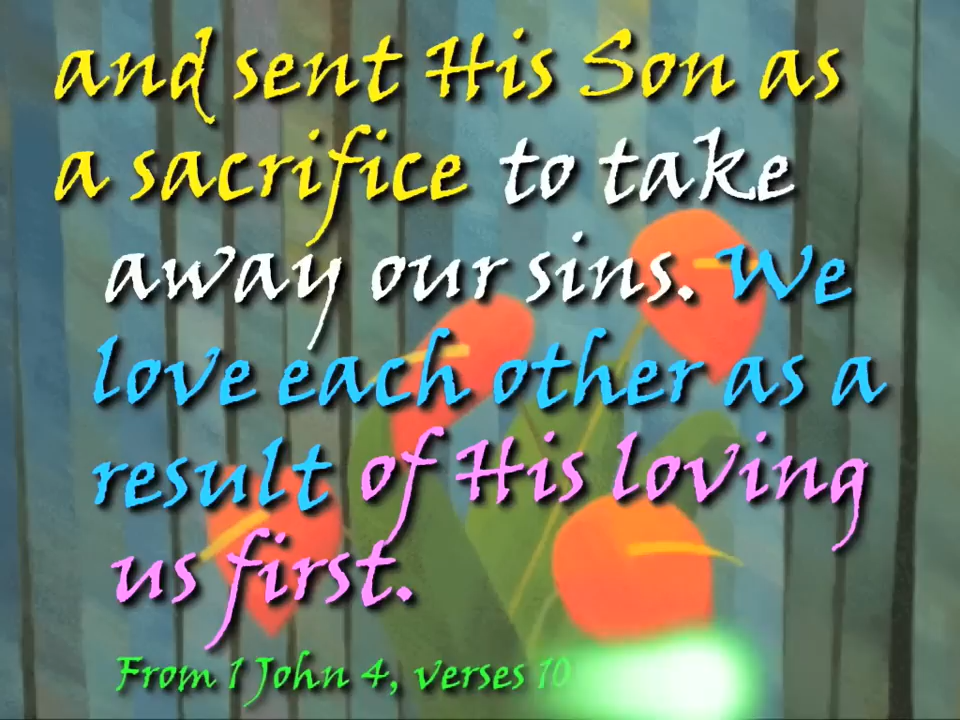 and sent His Son as
a sacrifice to take
away our sins. We
love each other as a
result of His loving
us first.
From 1 John 4, verses 10